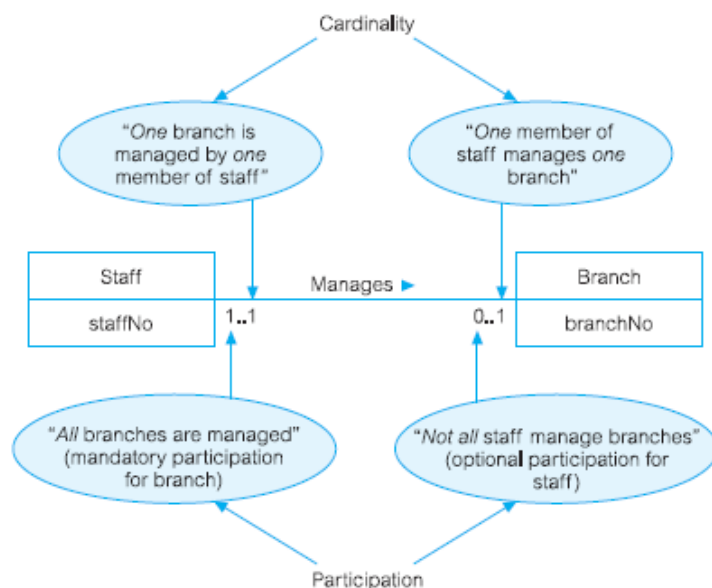 Cardinality
“One branch is
managed by one
member of staff”
“One member of
staff manages one
branch”
Staff
Manages ►
Branch
staffNo
1..1
0..1
branchNo
“All branches are managed”
(mandatory participation
for branch)
“Not all staff manage branches”
(optional participation for
staff)
Participation